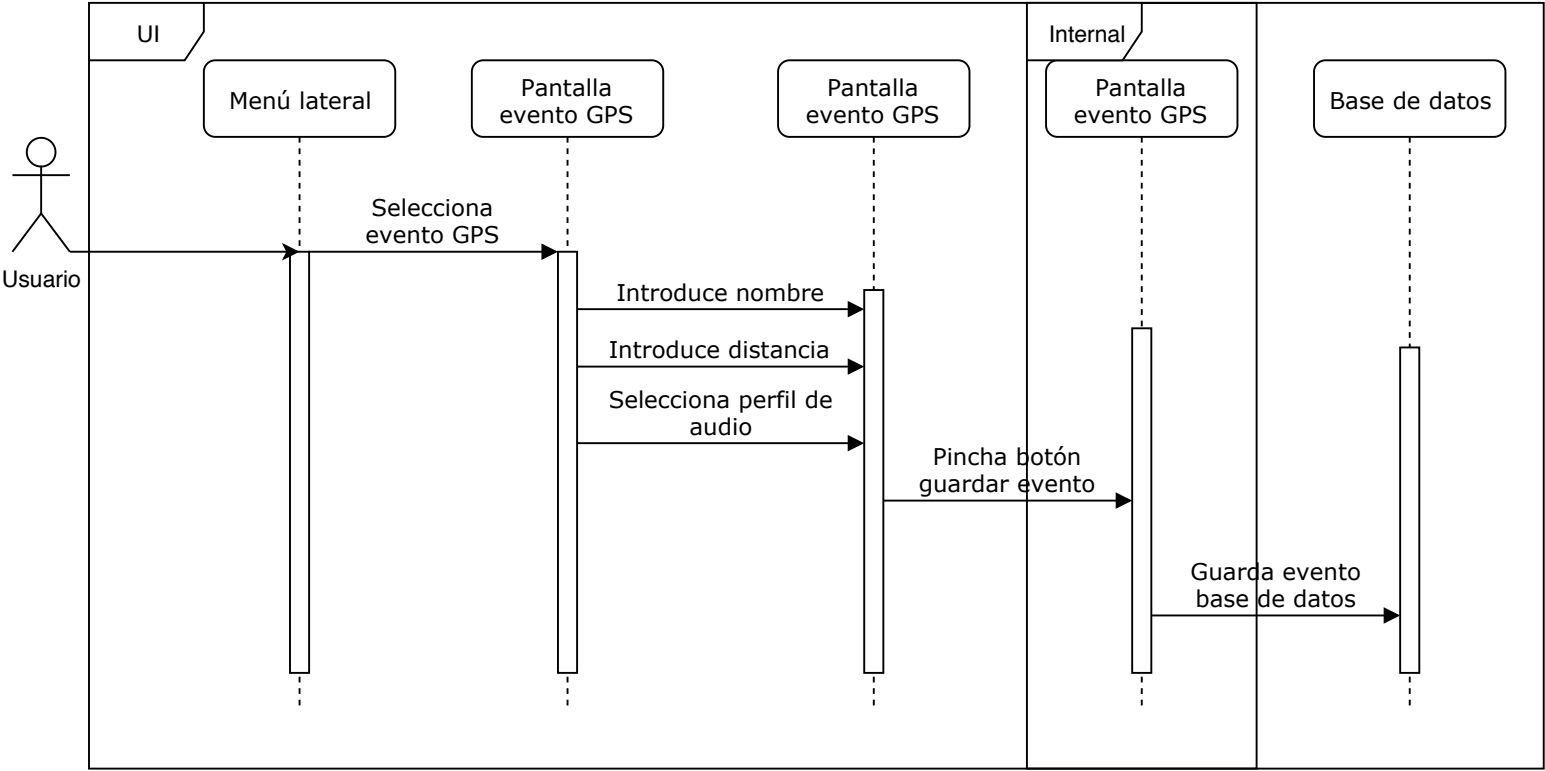 UI
Internal
Menú lateral
Pantalla
evento GPS
Pantalla
evento GPS
Pantalla
evento GPS
Base de datos
Usuario
Selecciona
evento GPS
Introduce nombre
Introduce distancia
Selecciona perfil de
audio
Pincha botón
guardar evento
Guarda evento
base de datos